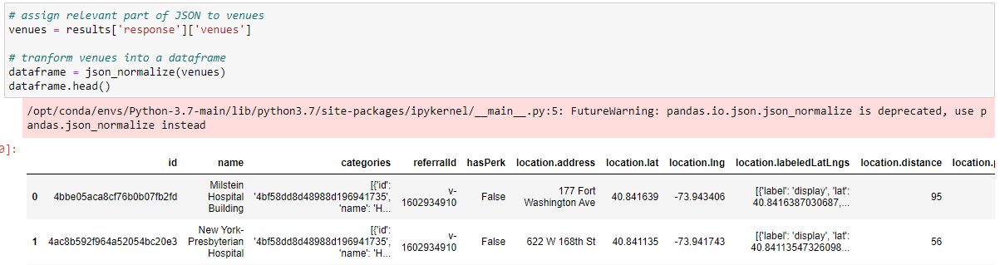 # assign relevant part of JSON to venues
venues = results['response']['venues']
# tranform venues into a dataframe
dataframe = json_normalize(venues)
dataframe.head()
/opt/conda/envs/Python-3.7-main/lib/python3.7/site-packages/ipykernel/__main__.py:5: FutureWarning: pandas.io.json.json_normalize is deprecated, use p
andas.json_normalize instead
0]:
id name categories referralId hasPerk location.address location.lat location.lng location.labeledLatLngs location.distance location.
0 4bbe05aca8cf76b0b07fb2fd Milstein Hospital Building [{'id': '4bf58dd8d48988d196941735', 'name': 'H... v-1602934910 False 177 Fort Washington Ave 40.841639 -73.943406 [{'label': 'display', 'lat': 40.8416387030687,... 95
1 4ac8b592f964a52054bc20e3 New York-Presbyterian Hospital [{'id': '4bf58dd8d48988d196941735', 'name': 'H... v-1602934910 False 622 W 168th St 40.841135 -73.941743 [{'label': 'display', 'lat': 40.84113547326098... 56